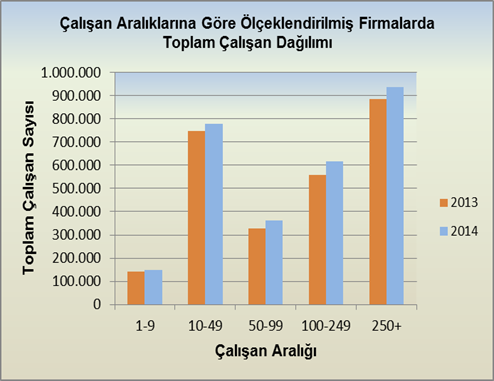 Çalışan Aralıklarına Göre Ölçeklendirilmiş Firmalarda
Toplam Çalışan Dağılımı
Toplam Çalışan Sayısı
1.000.000
900.000
800.000
700.000
600.000
500.000
400.000
300.000
200.000
100.000
0
1-9 10-49 50-99 100-249 250+
Çalışan Aralığı
2013
2014